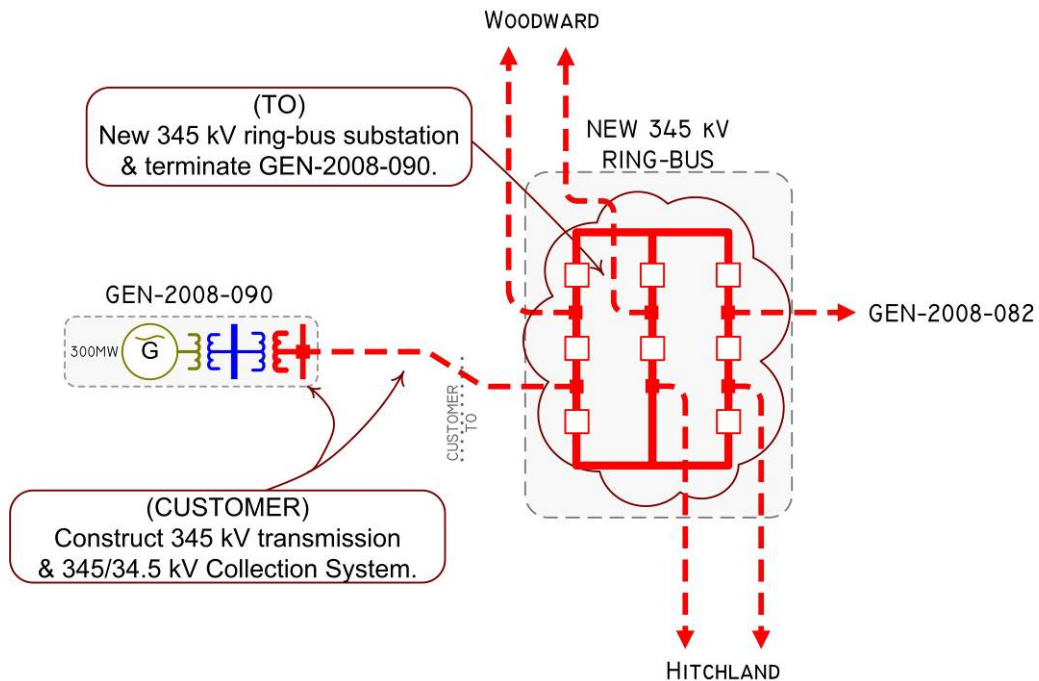 WOODWARD
(TO)
New 345 kV ring-bus substation
& terminate GEN-2008-090.
NEW 345 KV
RING-BUS
GEN-2008-090
300MW
G
GEN-2008-082
CUSTOMER
TO
(CUSTOMER)
Construct 345 kV transmission
& 345/34.5 kV Collection System.
HITCHLAND